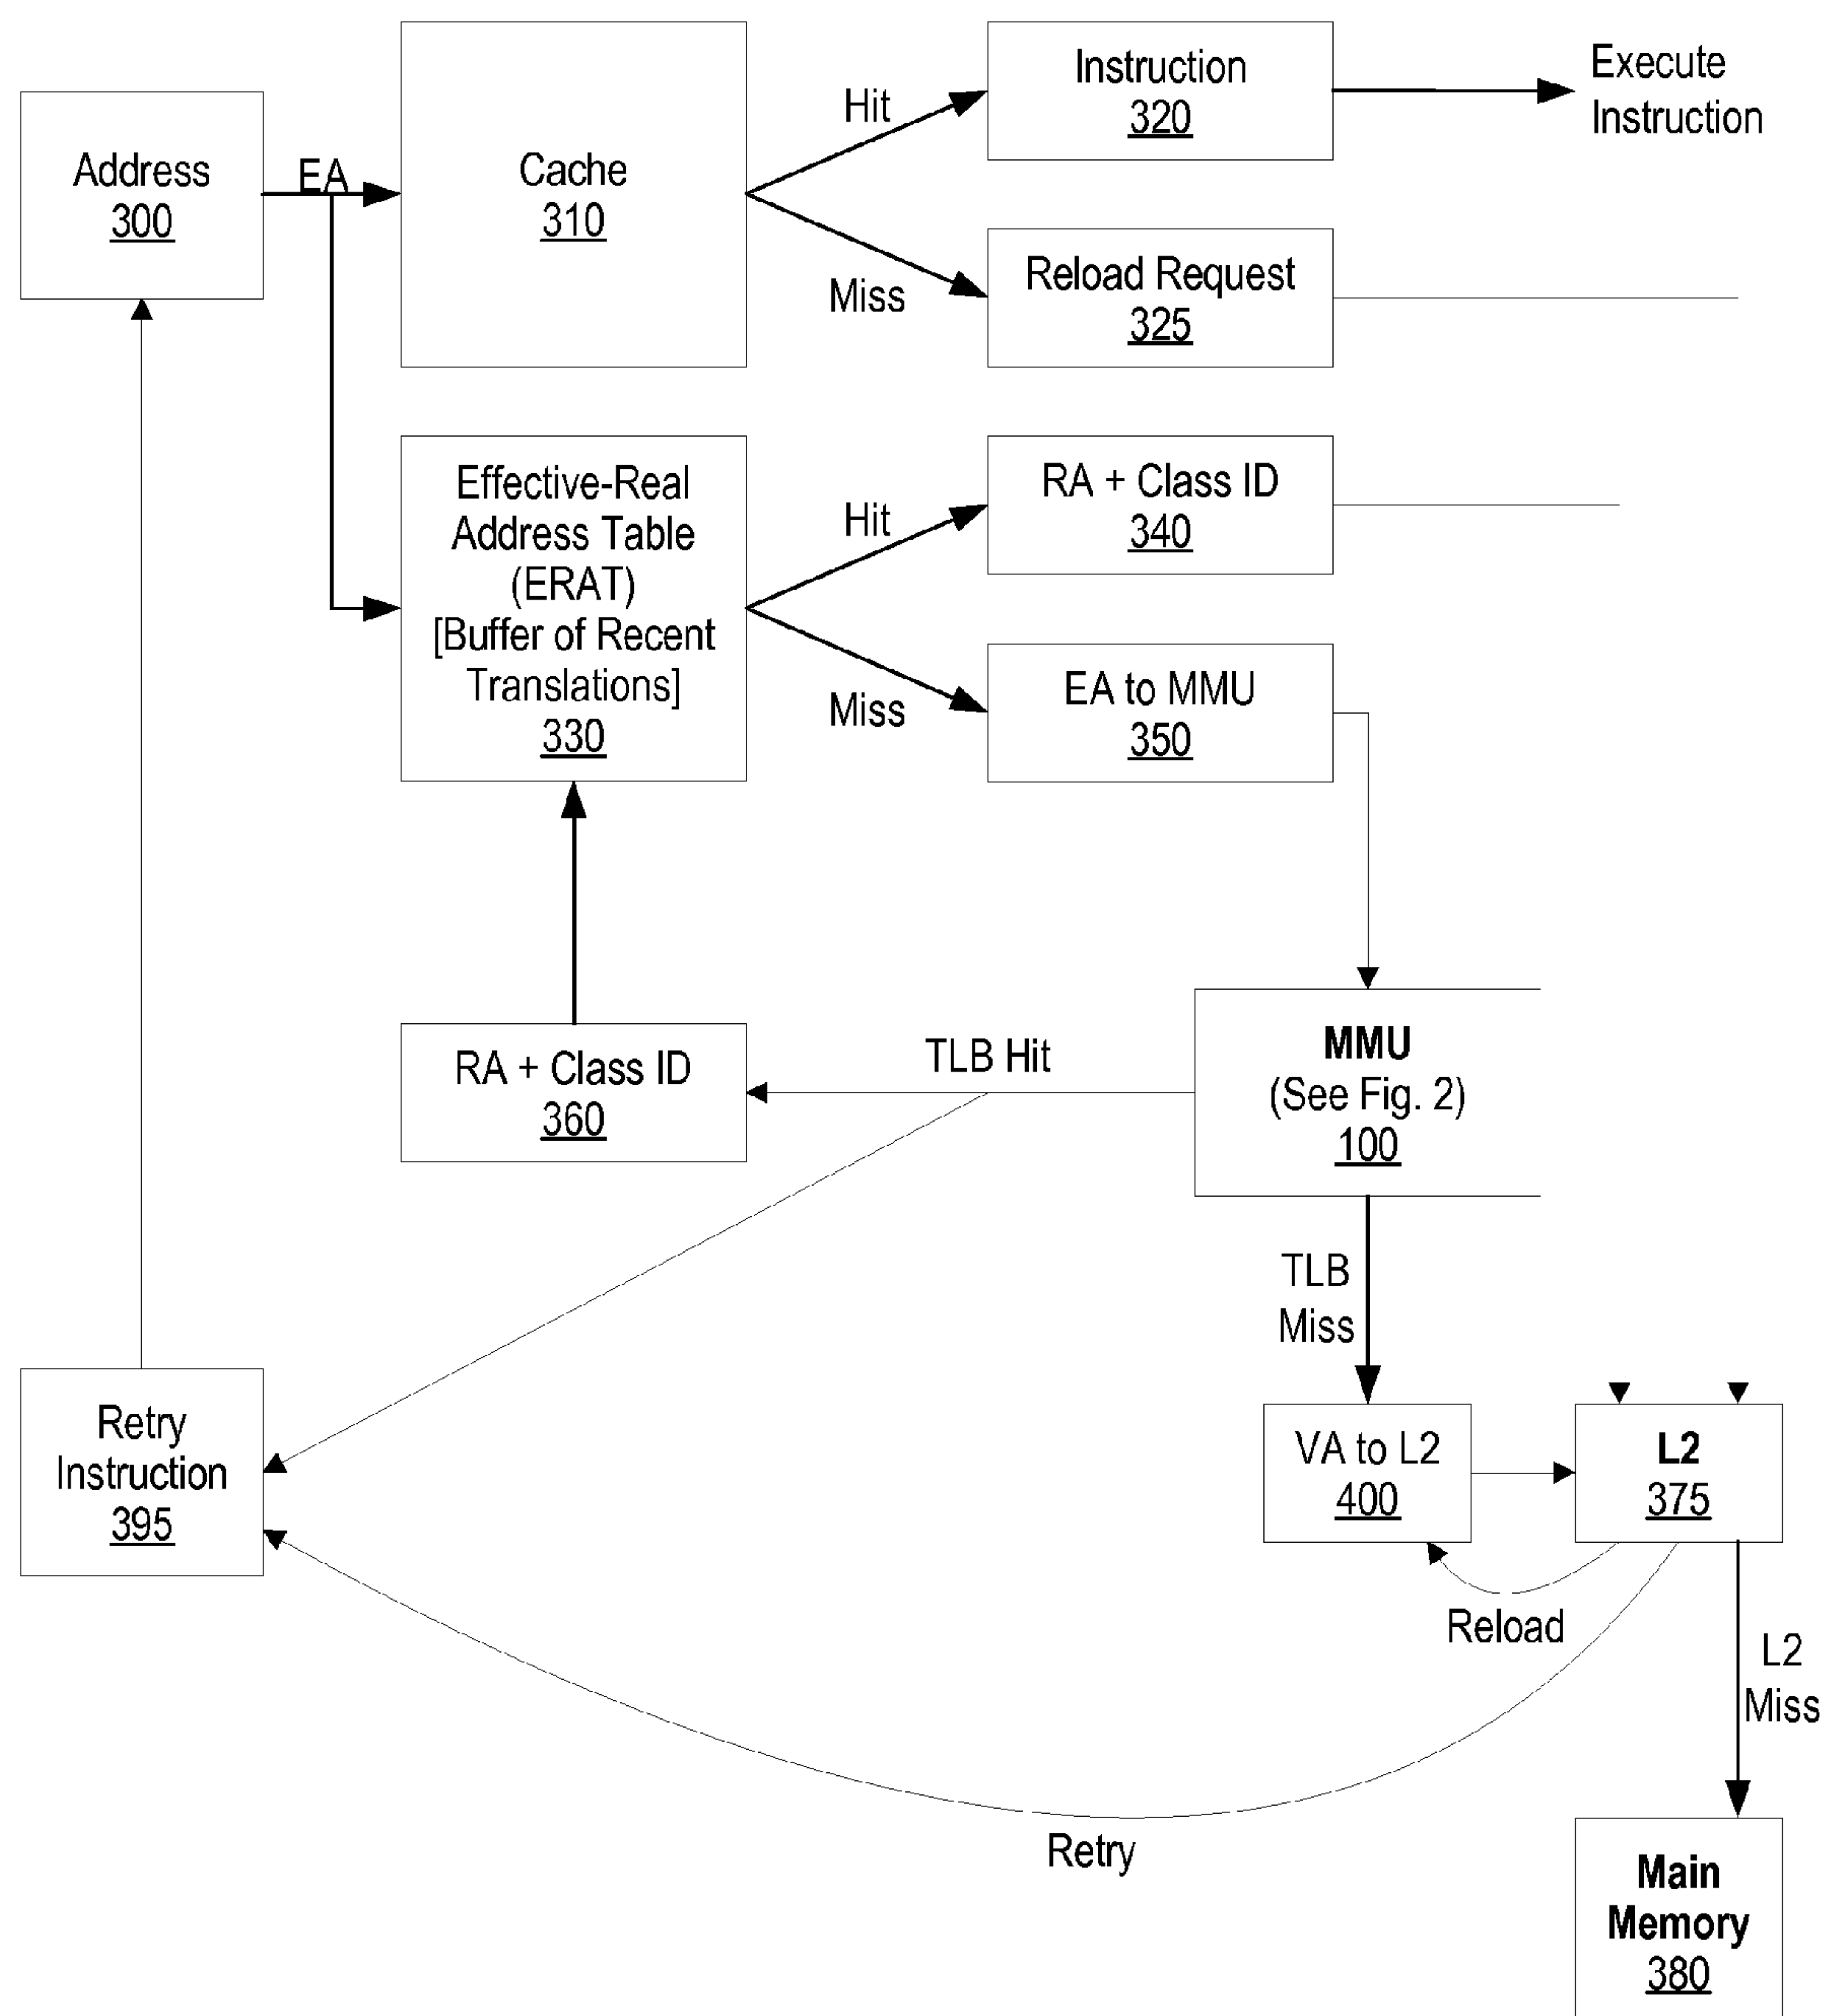 Address
300
EA
Cache
310
Hit
Miss
Instruction
320
Execute
Instruction
Reload Request
325
Effective-Real
Address Table
(ERAT)
[Buffer of Recent
Translations]
330
Hit
Miss
RA + Class ID
340
EA to MMU
350
RA + Class ID
360
TLB Hit
MMU
(See Fig. 2)
100
TLB
Miss
Retry
Instruction
395
VA to L2
400
L2
375
Reload
L2
Miss
Retry
Main
Memory
380